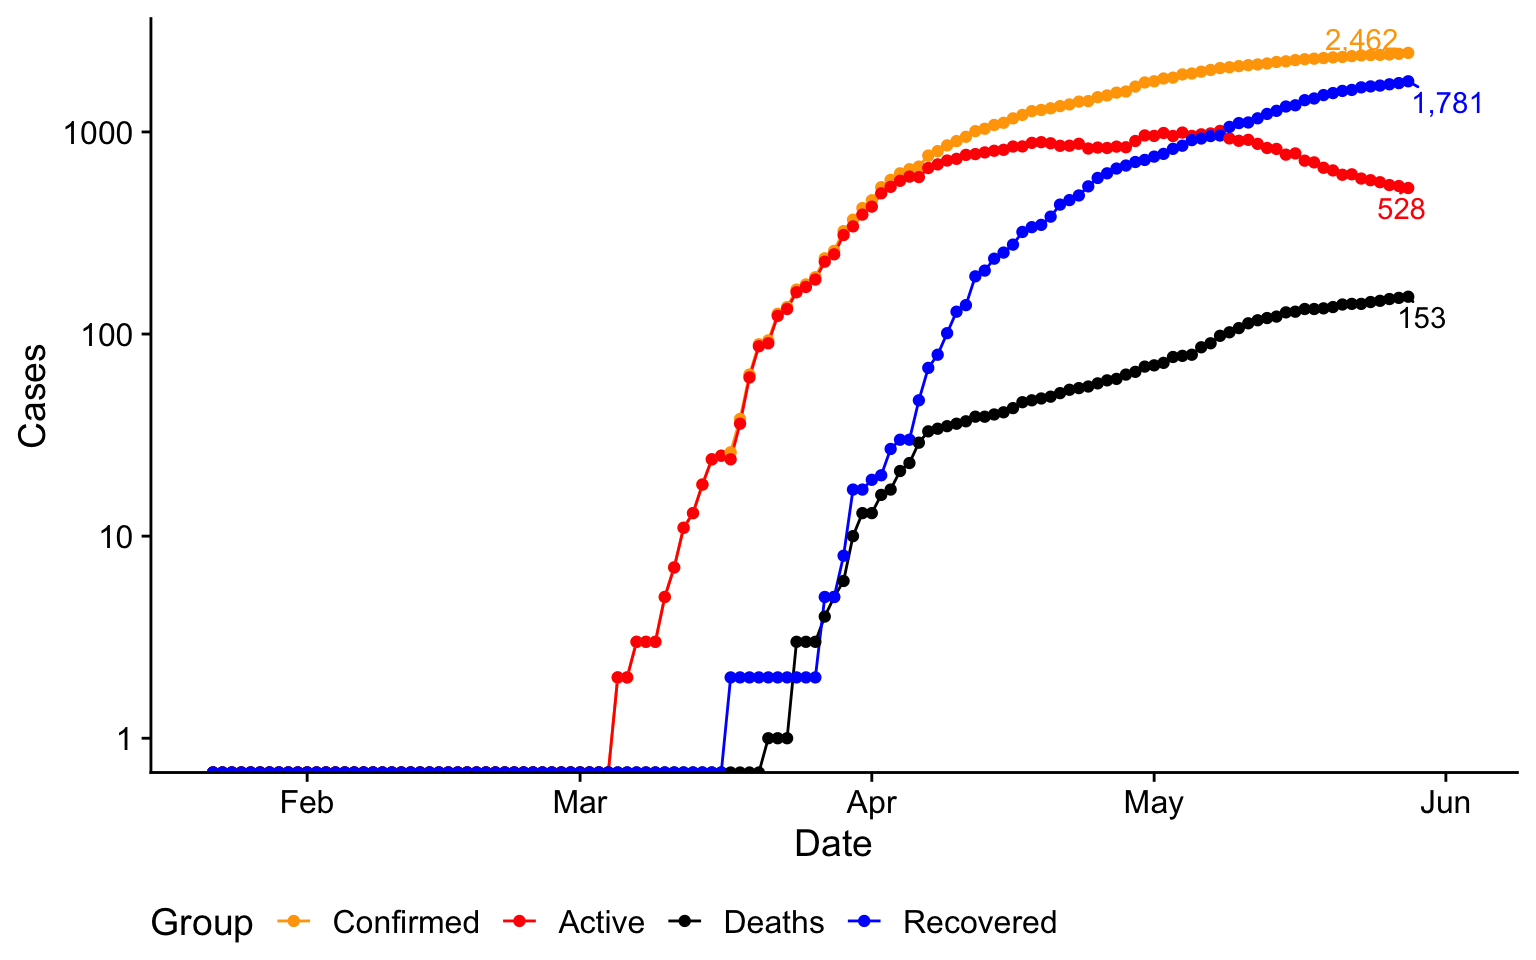 2,462
1,781
528
153
1000
100
10
1
Cases
Feb Mar Apr May Jun
Date
Group Confirmed Active Deaths Recovered